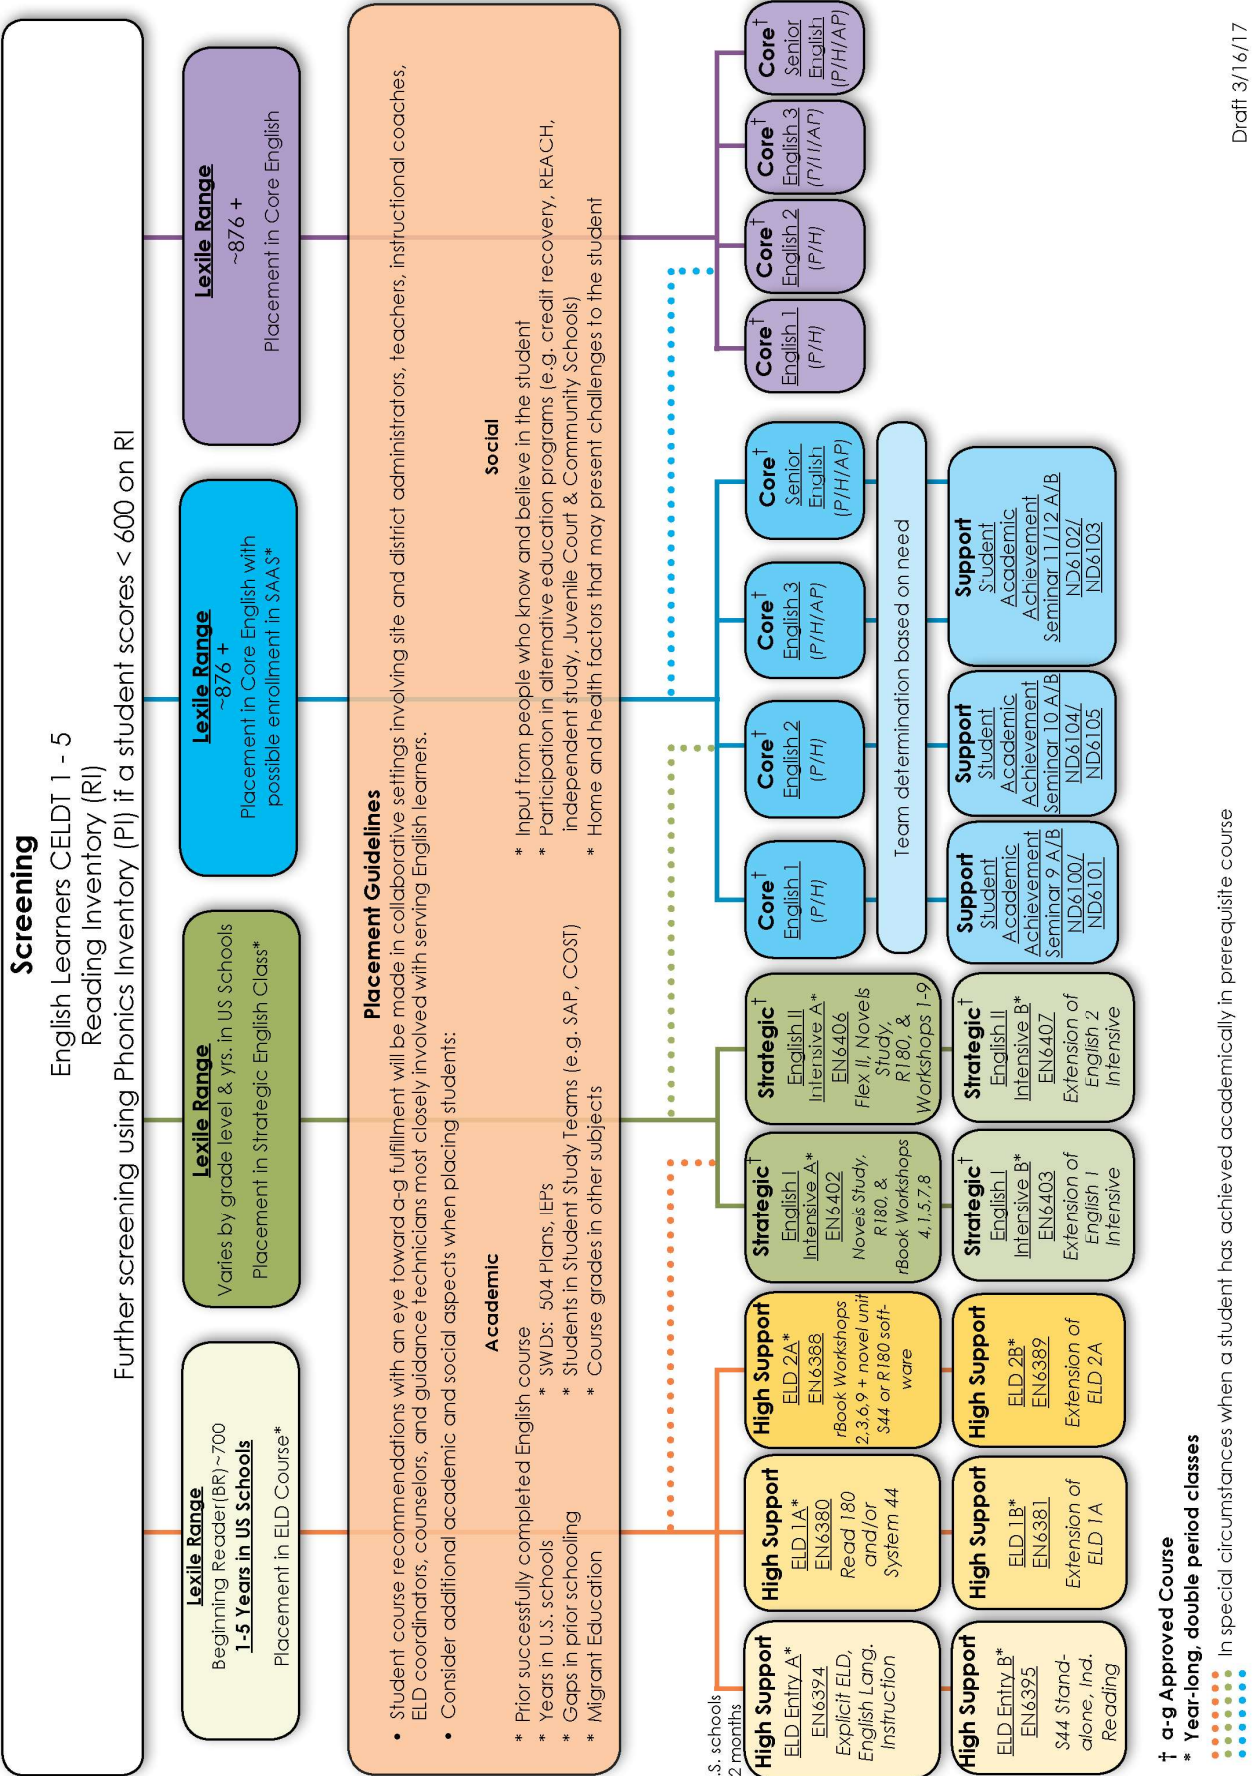 Screening
English Learners CELDT 1 - 5
Reading Inventory (RI)
Further screening using Phonics Inventory (PI) if a student scores < 600 on RI
Lexile Range
Beginning Reader(BR)~700
1-5 Years in US Schools
Placement in ELD Course*
Lexile Range
Varies by grade level & yrs. in US Schools
Placement in Strategic English Class*
Lexile Range
~876 +
Placement in Core English with
possible enrollment in SAAS*
Lexile Range
~876 +
Placement in Core English
Placement Guidelines
• Student course recommendations with an eye toward a-g fulfillment will be made in collaborative settings involving site and district administrators, teachers, instructional coaches,
ELD coordinators, counselors, and guidance technicians most closely involved with serving English learners.
• Consider additional academic and social aspects when placing students:
Academic
* Prior successfully completed English course
* Years in U.S. schools
* Gaps in prior schooling
* Migrant Education
* SWDs: 504 Plans, IEPs
* Students in Student Study Teams (e.g. SAP, COST)
* Course grades in other subjects
Social
* Input from people who know and believe in the student
* Participation in alternative education programs (e.g. credit recovery, REACH,
independent study, Juvenile Court & Community Schools)
* Home and health factors that may present challenges to the student
.S. schools
2 months
High Support
ELD Entry A*
EN6394
Explicit ELD,
English Lang.
Instruction
High Support
ELD 1A*
EN6380
Read 180
and/or
System 44
High Support
ELD 2A*
EN6388
rBook Workshops
2,3,6,9 + novel unit
S44 or R180 soft-
ware
Strategic†
English I
Intensive A*
EN6402
Novels Study,
R180, &
rBook Workshops
4,1,5,7,8
Strategic†
English II
Intensive A*
EN6406
Flex II, Novels
Study,
R180, &
Workshops 1-9
Core†
English 1
(P/H)
Core†
English 2
(P/H)
Core†
English 3
(P/H/AP)
Core†
Senior
English
(P/H/AP)
Core†
English 1
(P/H)
Core†
English 2
(P/H)
Core†
English 3
(P/H/AP)
Core†
Senior
English
(P/H/AP)
Team determination based on need
High Support
ELD Entry B*
EN6395
S44 Stand-
alone, Ind.
Reading
High Support
ELD 1B*
EN6381
Extension of
ELD 1A
High Support
ELD 2B*
EN6389
Extension of
ELD 2A
Strategic†
English I
Intensive B*
EN6403
Extension of
English I
Intensive
Strategic†
English II
Intensive B*
EN6407
Extension of
English 2
Intensive
Support
Student
Academic
Achievement
Seminar 9 A/B
ND6100/
ND6101
Support
Student
Academic
Achievement
Seminar 10 A/B
ND6104/
ND6105
Support
Student
Academic
Achievement
Seminar 11/12 A/B
ND6102/
ND6103
† a-g Approved Course
* Year-long, double period classes
In special circumstances when a student has achieved academically in prerequisite course
Draft 3/16/17